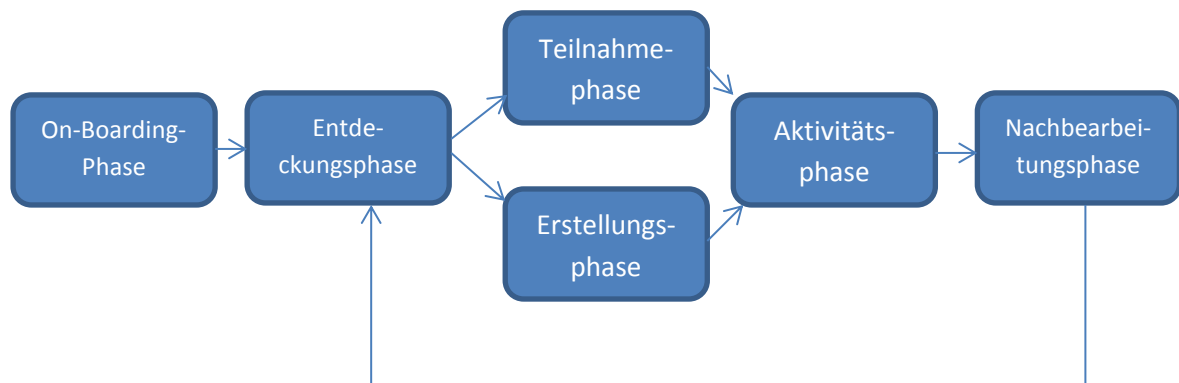 On-Boarding-
Phase
Entde-
ckungsphase
Teilnahme-
phase
Erstellungs-
phase
Aktivitäts-
phase
Nachbearbei-
tungsphase